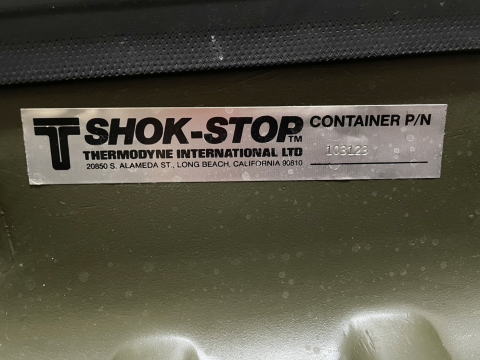 SHOK-STOP™
THERMODYNE INTERNATIONAL LTD
20850 S. ALAMEDA ST., LONG BEACH, CALIFORNIA 90810
CONTAINER P/N
103123